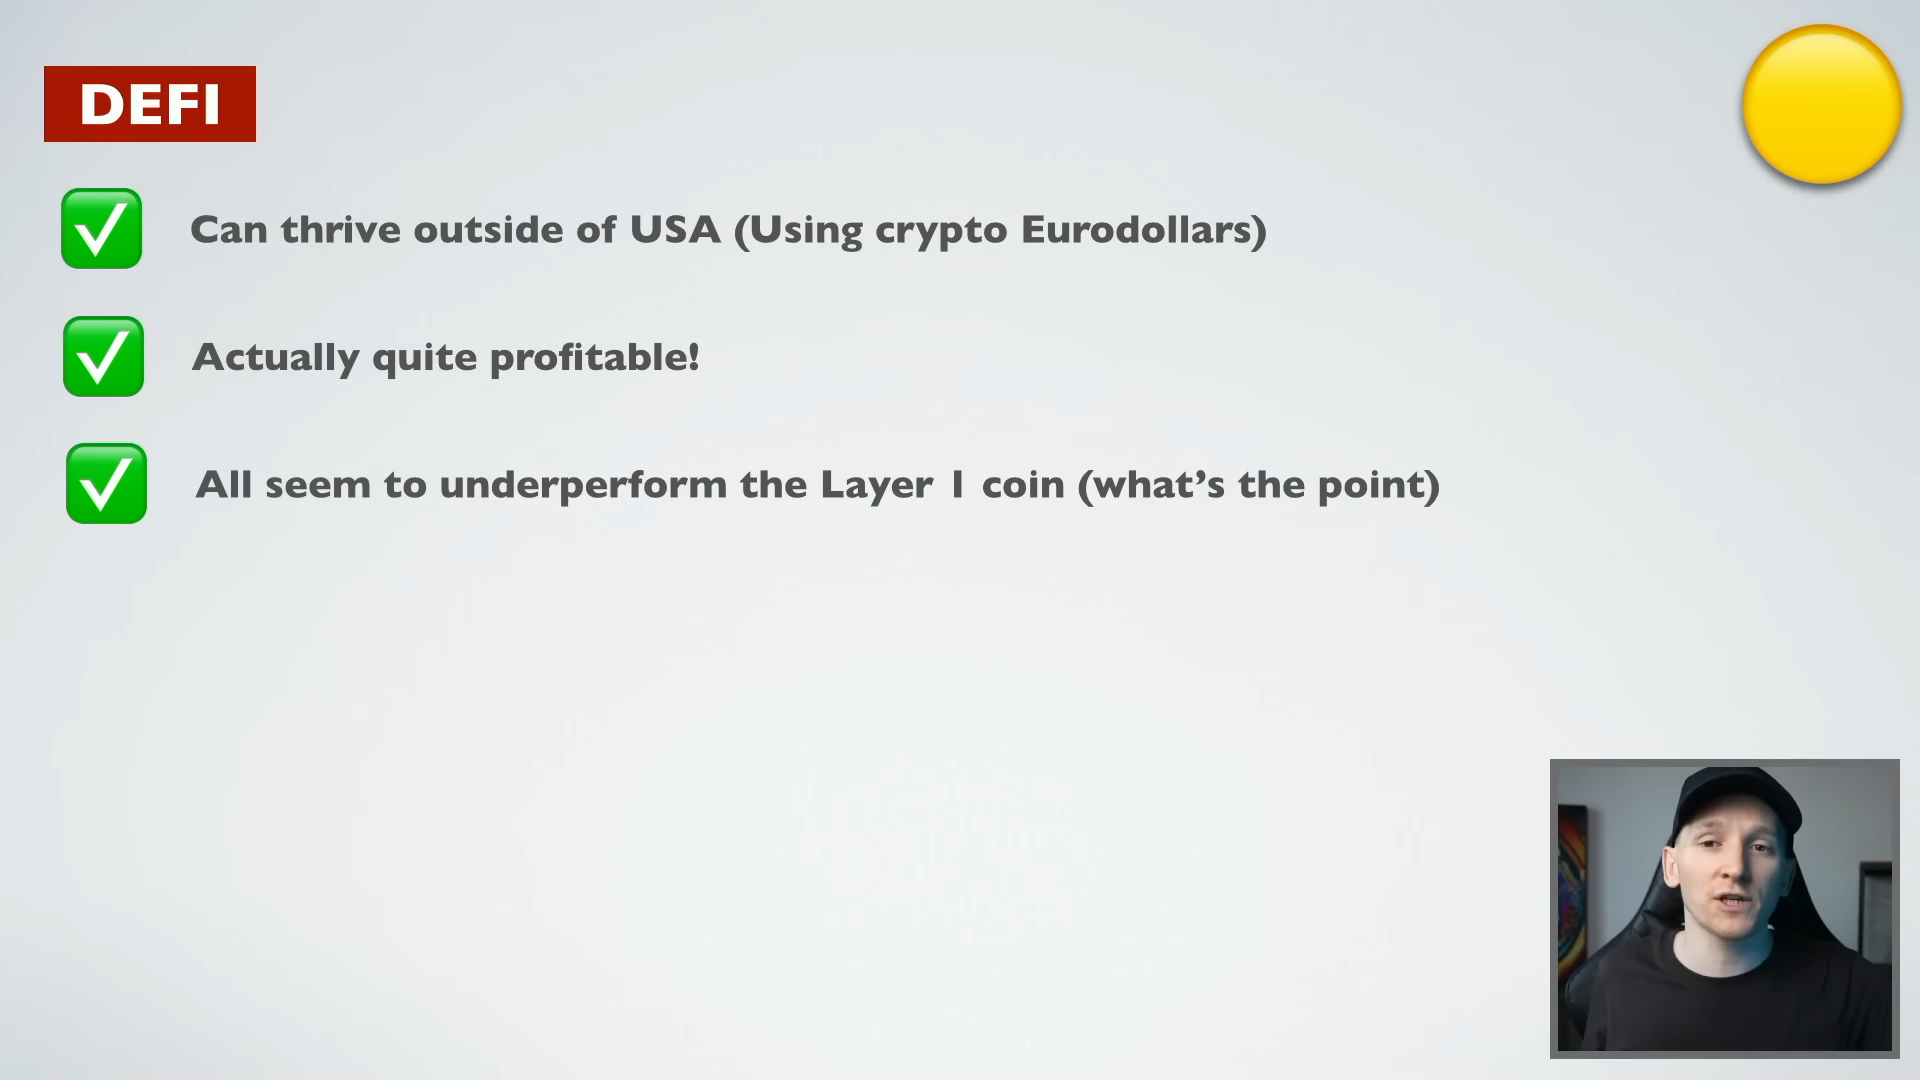 DEFI
Can thrive outside of USA (Using crypto Eurodollars)
Actually quite profitable!
All seem to underperform the Layer 1 coin (what’s the point)